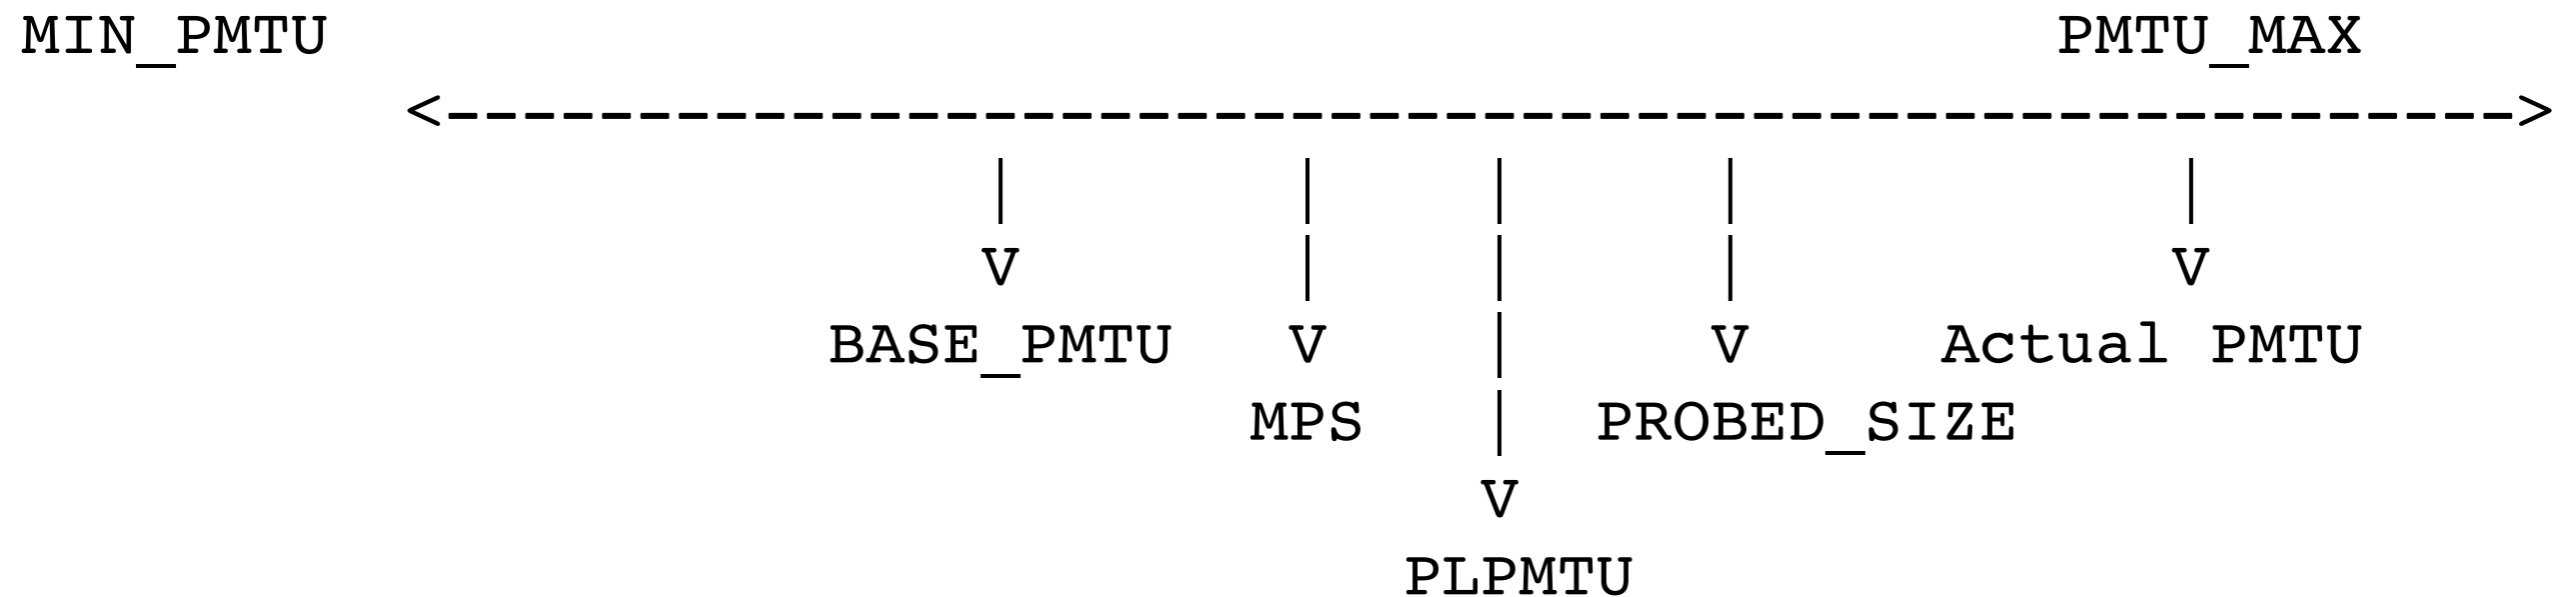 MIN_PMTU PMTU_MAX
<------------------------------------------------------>
| | | | |
V | | | V
BASE_PMTU V | V Actual PMTU
MPS | PROBED_SIZE
V
PLPMTU